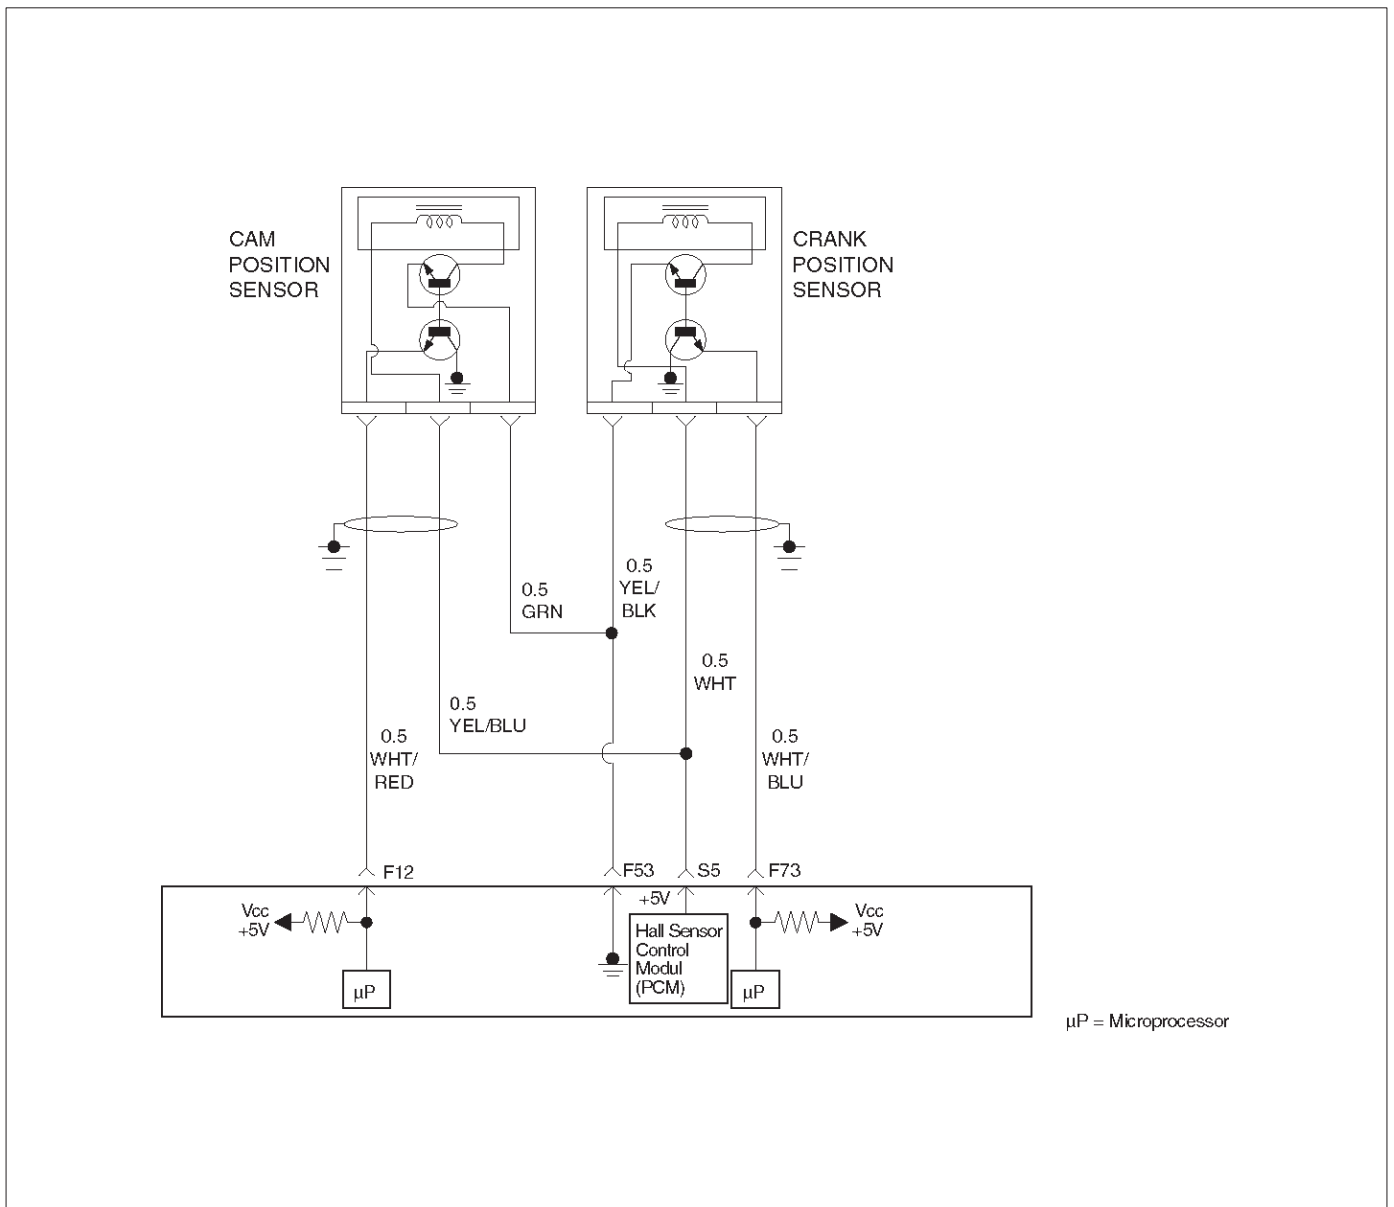 CAM
POSITION
SENSOR
CRANK
POSITION
SENSOR
0.5
GRN
0.5
YEL/
BLK
0.5
WHT
0.5
YEL/BLU
0.5
WHT/
RED
0.5
WHT/
BLU
F12
F53
S5
F73
+5V
Vcc
+5V
Hall Sensor
Control
Modul
(PCM)
Vcc
+5V
µP
µP
µP = Microprocessor